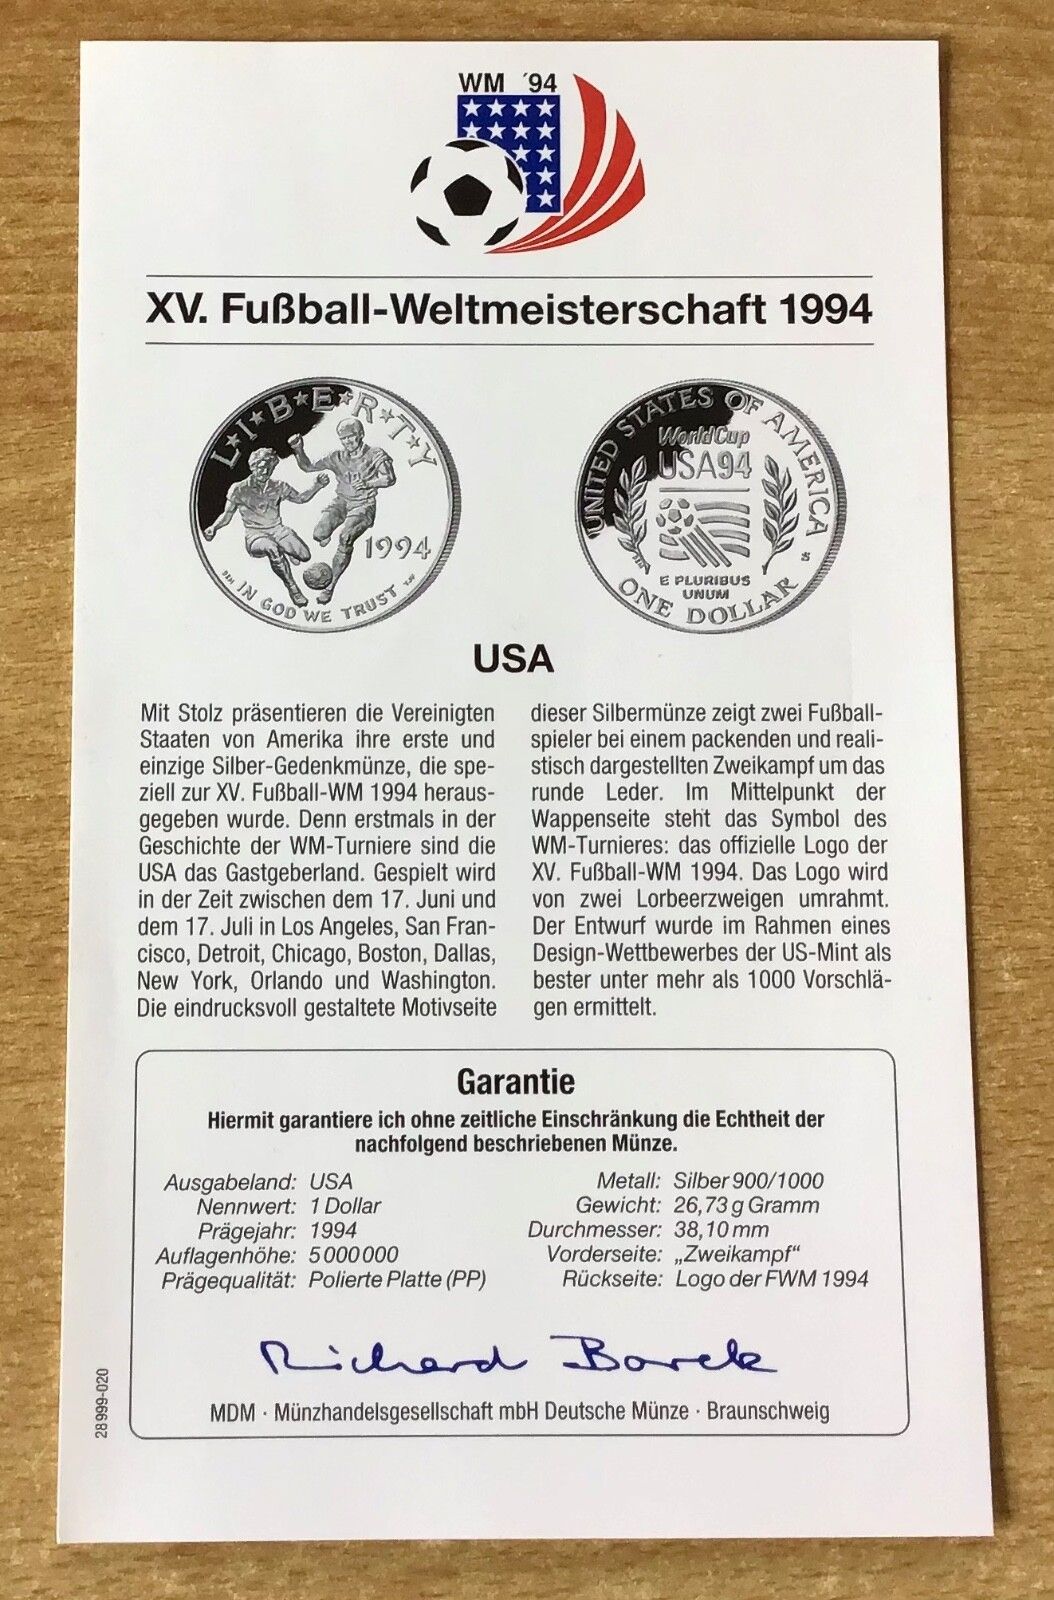 WM ´94
XV. Fußball-Weltmeisterschaft 1994
L★I★B★E★R★T★Y
1994
IN GOD WE TRUST
UNITED STATES OF AMERICA
WorldCup
USA94
E PLURIBUS
UNUM
ONE DOLLAR
S
USA
Mit Stolz präsentieren die Vereinigten
Staaten von Amerika ihre erste und
einzige Silber-Gedenkmünze, die spe-
ziell zur XV. Fußball-WM 1994 heraus-
gegeben wurde. Denn erstmals in der
Geschichte der WM-Turniere sind die
USA das Gastgeberland. Gespielt wird
in der Zeit zwischen dem 17. Juni und
dem 17. Juli in Los Angeles, San Fran-
cisco, Detroit, Chicago, Boston, Dallas,
New York, Orlando und Washington.
Die eindrucksvoll gestaltete Motivseite
dieser Silbermünze zeigt zwei Fußball-
spieler bei einem packenden und reali-
stisch dargestellten Zweikampf um das
runde Leder. Im Mittelpunkt der
Wappenseite steht das Symbol des
WM-Turnieres: das offizielle Logo der
XV. Fußball-WM 1994. Das Logo wird
von zwei Lorbeerzweigen umrahmt.
Der Entwurf wurde im Rahmen eines
Design-Wettbewerbes der US-Mint als
bester unter mehr als 1000 Vorschlä-
gen ermittelt.
Garantie
Hiermit garantiere ich ohne zeitliche Einschränkung die Echtheit der
nachfolgend beschriebenen Münze.
Ausgabeland: USA
Nennwert: 1 Dollar
Prägejahr: 1994
Auflagenhöhe: 5 000 000
Prägequalität: Polierte Platte (PP)
Metall: Silber 900/1000
Gewicht: 26,73 g Gramm
Durchmesser: 38,10 mm
Vorderseite: „Zweikampf“
Rückseite: Logo der FWM 1994
Richard Borek
MDM · Münzhandelsgesellschaft mbH Deutsche Münze · Braunschweig
28 999-020